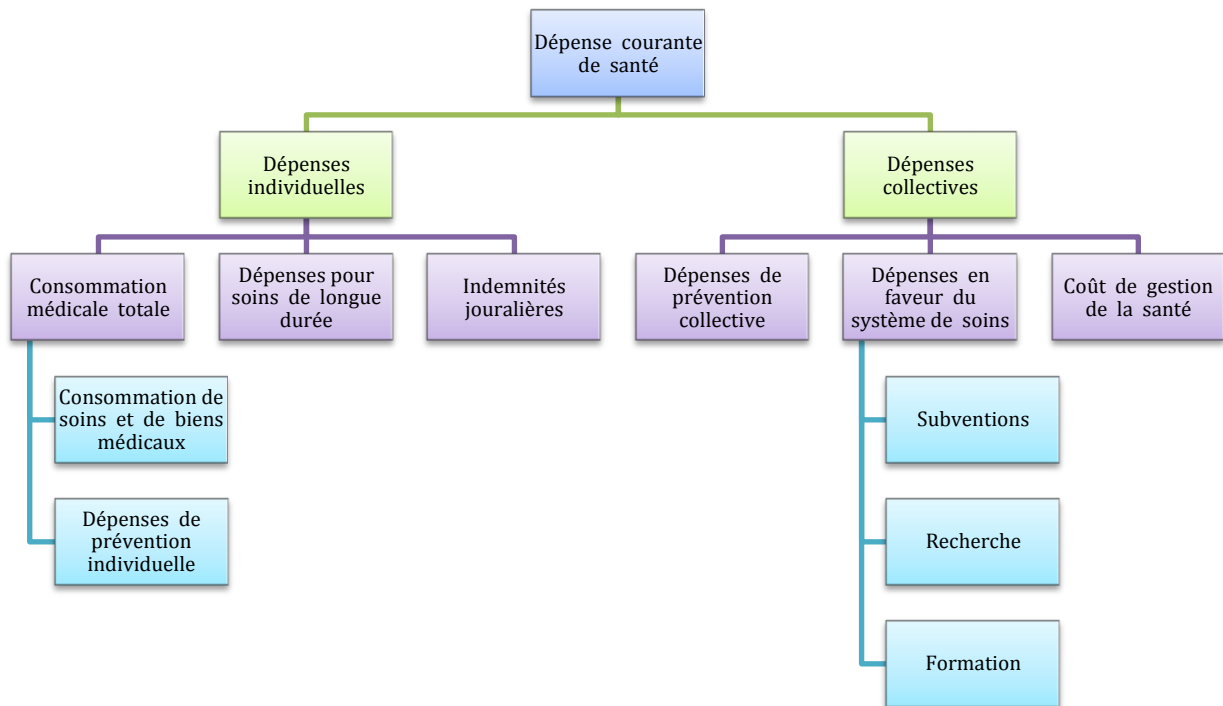 Dépense courante
de santé
Dépenses
individuelles
Dépenses
collectives
Consommation
médicale totale
Dépenses pour
soins de longue
durée
Indemnités
jouralières
Dépenses de
prévention
collective
Dépenses en
faveur du
système de soins
Coût de gestion
de la santé
Consommation de
soins et de biens
médicaux
Dépenses de
prévention
individuelle
Subventions
Recherche
Formation